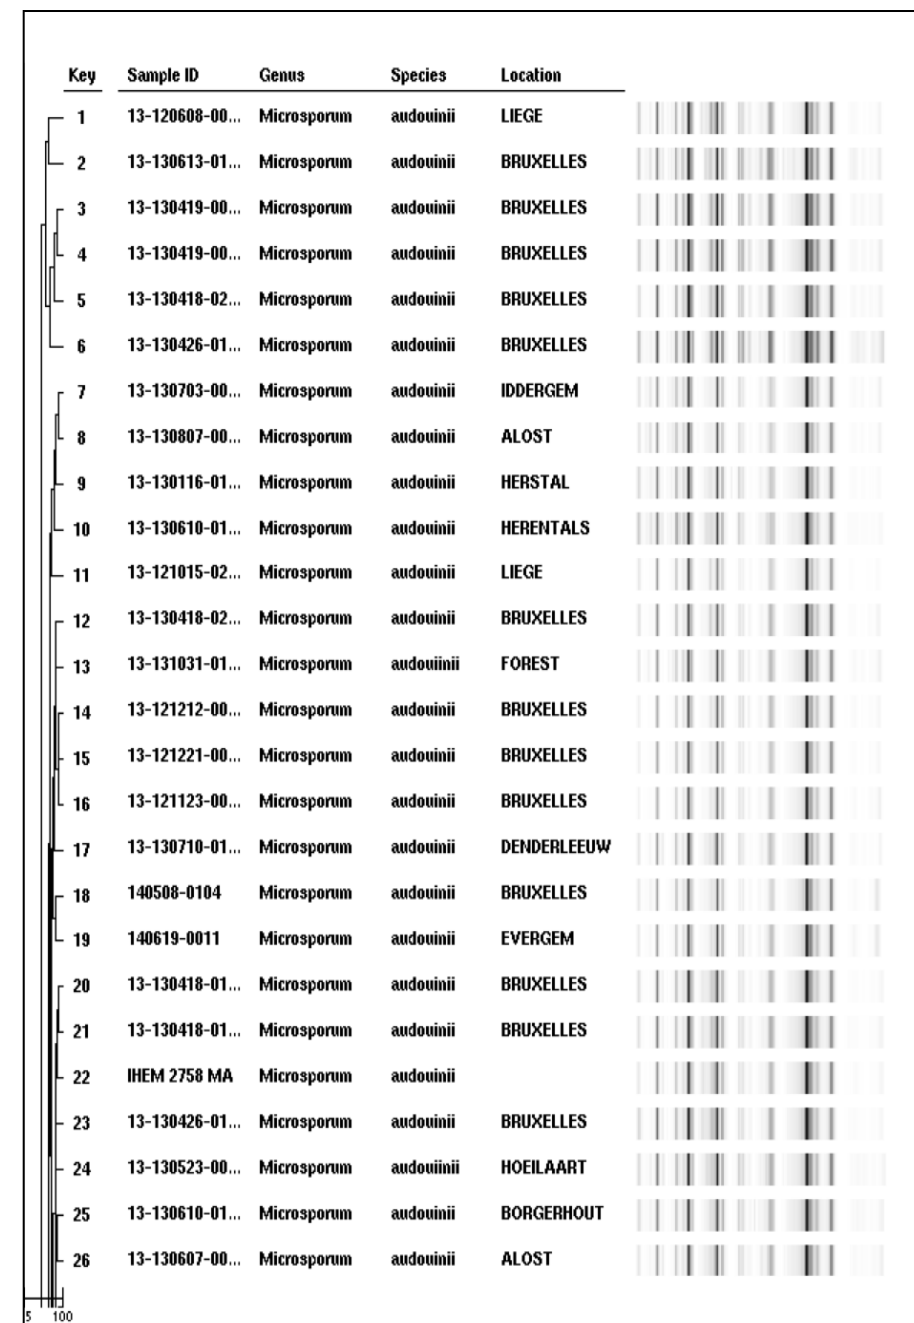 Key Sample ID Genus Species Location
1 13-120608-00... Microsporum audouinii LIEGE
2 13-130613-01... Microsporum audouinii BRUXELLES
3 13-130419-00... Microsporum audouinii BRUXELLES
4 13-130419-00... Microsporum audouinii BRUXELLES
5 13-130418-02... Microsporum audouinii BRUXELLES
6 13-130426-01... Microsporum audouinii BRUXELLES
7 13-130703-00... Microsporum audouinii IDDERGEM
8 13-130807-00... Microsporum audouinii ALOST
9 13-130116-01... Microsporum audouinii HERSTAL
10 13-130610-01... Microsporum audouinii HERENTALS
11 13-121015-02... Microsporum audouinii LIEGE
12 13-130418-02... Microsporum audouinii BRUXELLES
13 13-131031-01... Microsporum audouiinii FOREST
14 13-121212-00... Microsporum audouinii BRUXELLES
15 13-121221-00... Microsporum audouinii BRUXELLES
16 13-121123-00... Microsporum audouinii BRUXELLES
17 13-130710-01... Microsporum audouinii DENDERLEEUW
18 140508-0104 Microsporum audouinii BRUXELLES
19 140619-0011 Microsporum audouinii EVERGEM
20 13-130418-01... Microsporum audouinii BRUXELLES
21 13-130418-01... Microsporum audouinii BRUXELLES
22 IHEM 2758 MA Microsporum audouinii
23 13-130426-01... Microsporum audouinii BRUXELLES
24 13-130523-00... Microsporum audouiinii HOEILAART
25 13-130610-01... Microsporum audouinii BORGERHOUT
26 13-130607-00... Microsporum audouinii ALOST
5 100